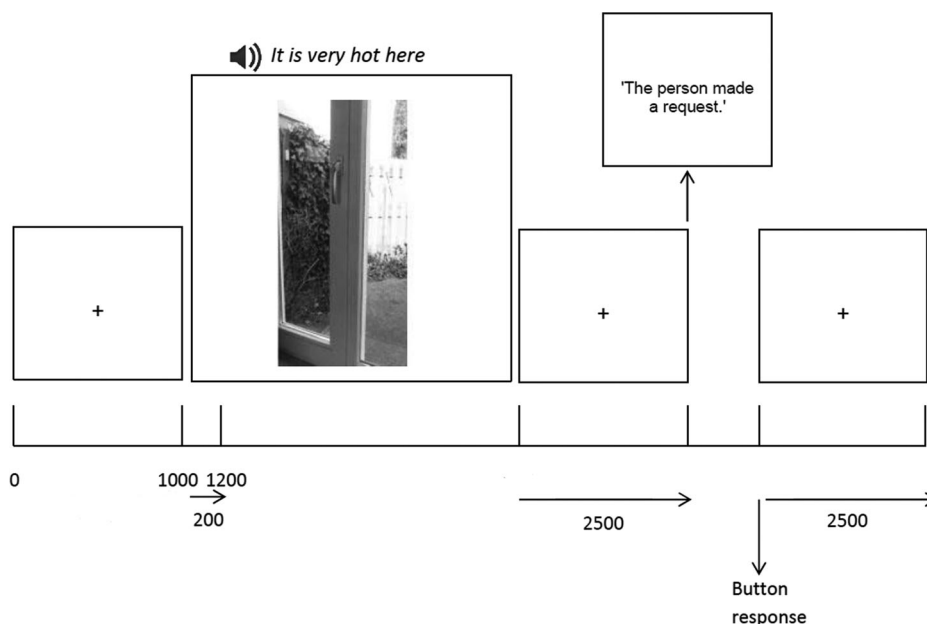 It is very hot here
'The person made
a request.'
+
+
+
0
1000
1200
200
2500
2500
Button
response